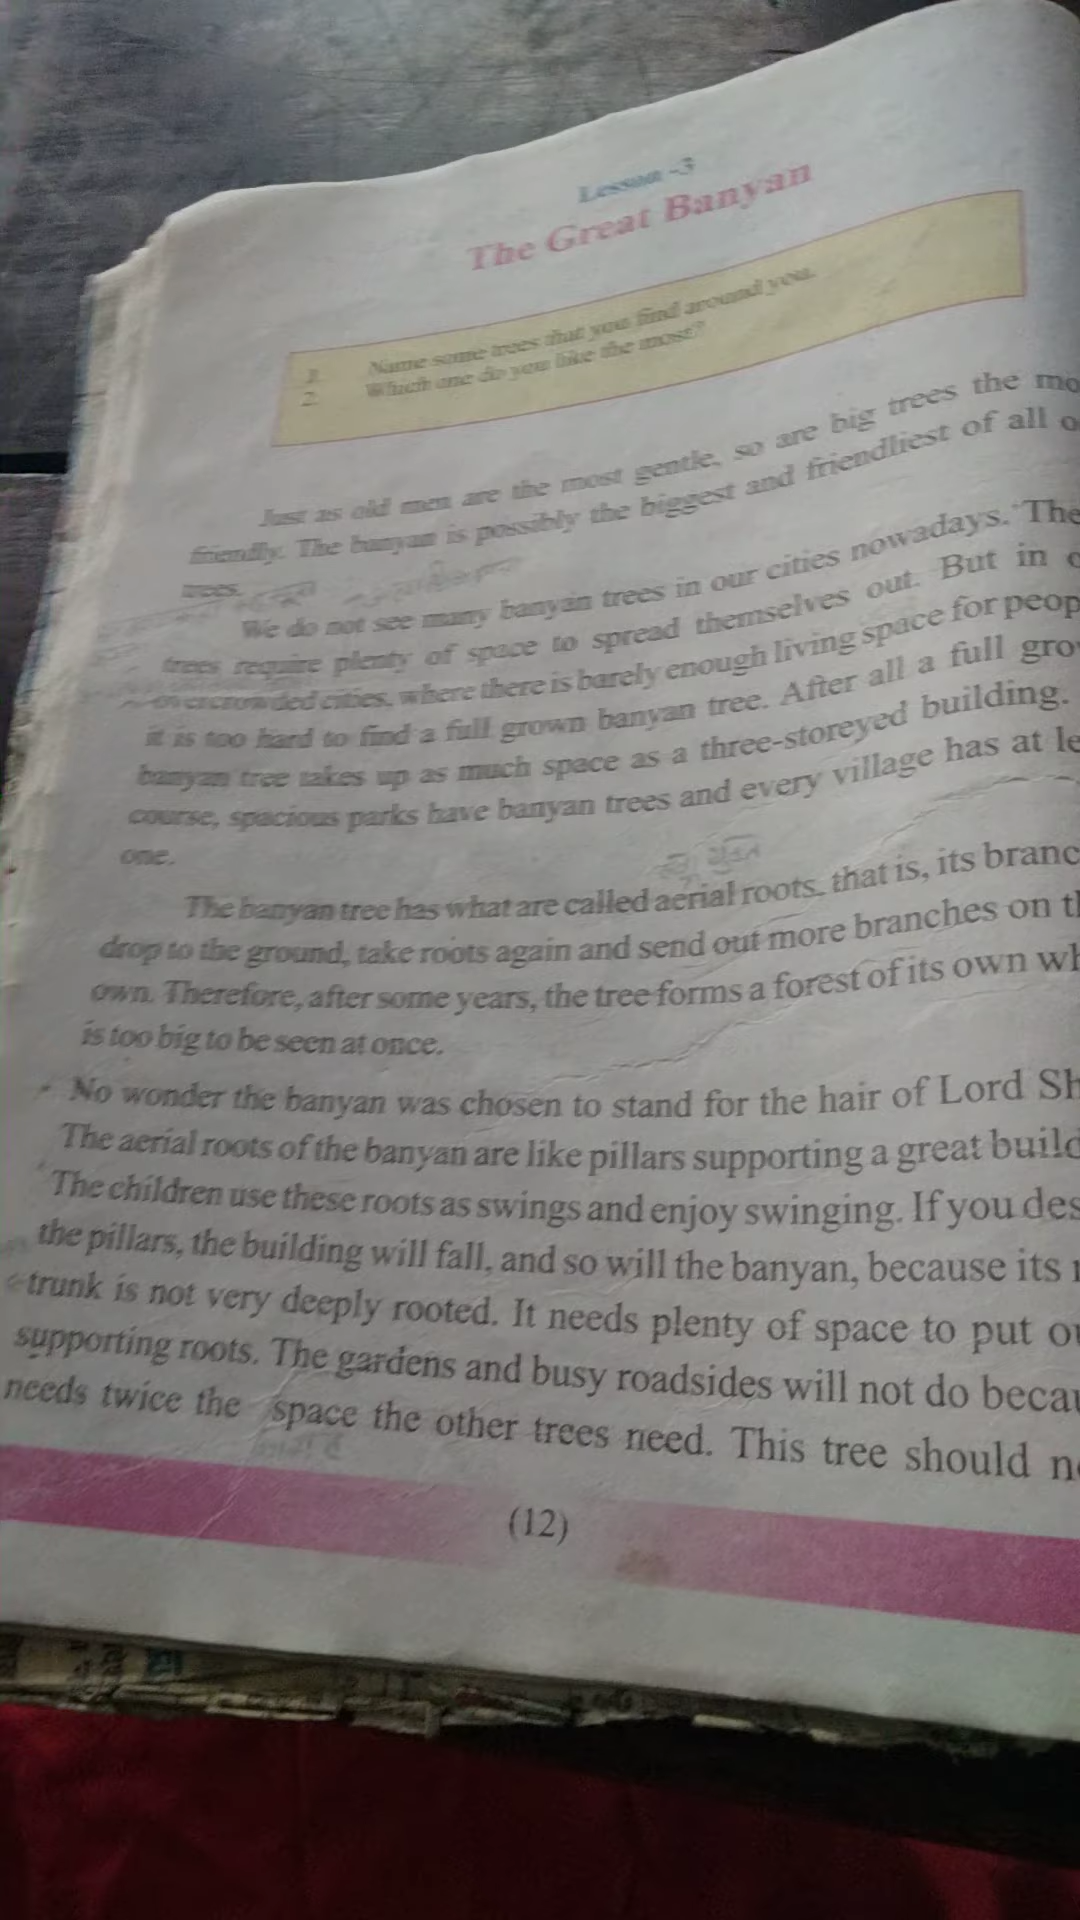 Lesson -3
The Great Banyan
1. Name some trees that you find around you.
2. Which one do you like the most?
Just as old men are the most gentle, so are big trees the mo
friendly. The banyan is possibly the biggest and friendliest of all o
trees.
We do not see many banyan trees in our cities nowadays. The
trees require plenty of space to spread themselves out. But in o
overcrowded cities, where there is barely enough living space for peop
it is too hard to find a full grown banyan tree. After all a full gro
banyan tree takes up as much space as a three-storeyed building.
course, spacious parks have banyan trees and every village has at le
one.
The banyan tree has what are called aerial roots, that is, its branc
drop to the ground, take roots again and send out more branches on th
own. Therefore, after some years, the tree forms a forest of its own wh
is too big to be seen at once.
No wonder the banyan was chosen to stand for the hair of Lord Sh
The aerial roots of the banyan are like pillars supporting a great build
The children use these roots as swings and enjoy swinging. If you des
the pillars, the building will fall, and so will the banyan, because its
trunk is not very deeply rooted. It needs plenty of space to put ou
supporting roots. The gardens and busy roadsides will not do becau
needs twice the space the other trees need. This tree should n
(12)